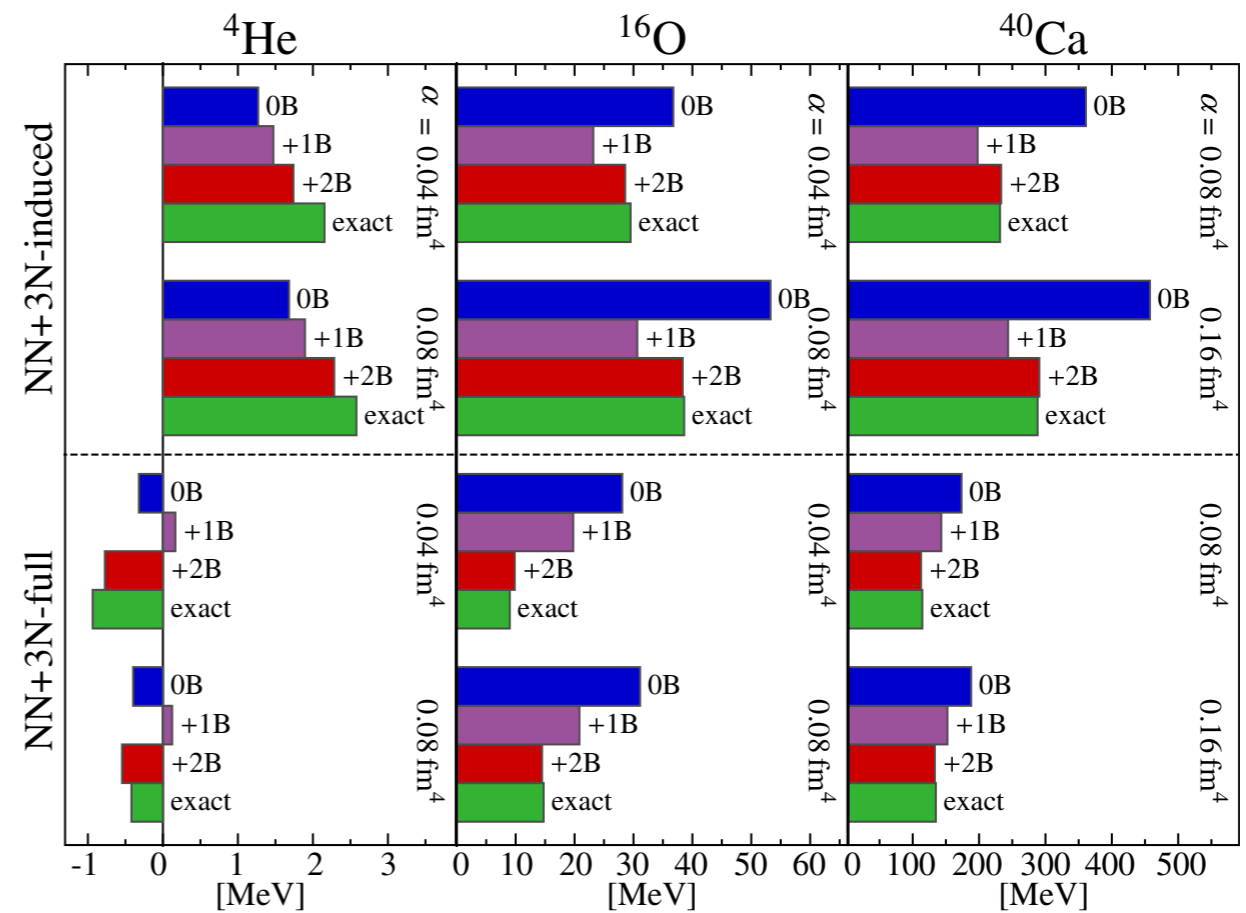 ⁴He
¹⁶O
⁴⁰Ca
NN+3N-induced
0B
+1B
+2B
exact
α = 0.04 fm⁴
0B
+1B
+2B
exact
0.08 fm⁴
0B
+1B
+2B
exact
α = 0.04 fm⁴
0B
+1B
+2B
exact
0.08 fm⁴
0B
+1B
+2B
exact
α = 0.08 fm⁴
0B
+1B
+2B
exact
0.16 fm⁴
NN+3N-full
0B
+1B
+2B
exact
0.04 fm⁴
0B
+1B
+2B
exact
0.08 fm⁴
0B
+1B
+2B
exact
0.04 fm⁴
0B
+1B
+2B
exact
0.08 fm⁴
0B
+1B
+2B
exact
0.08 fm⁴
0B
+1B
+2B
exact
0.16 fm⁴
-1 0 1 2 3
[MeV]
0 10 20 30 40 50 60
[MeV]
0 100 200 300 400 500
[MeV]